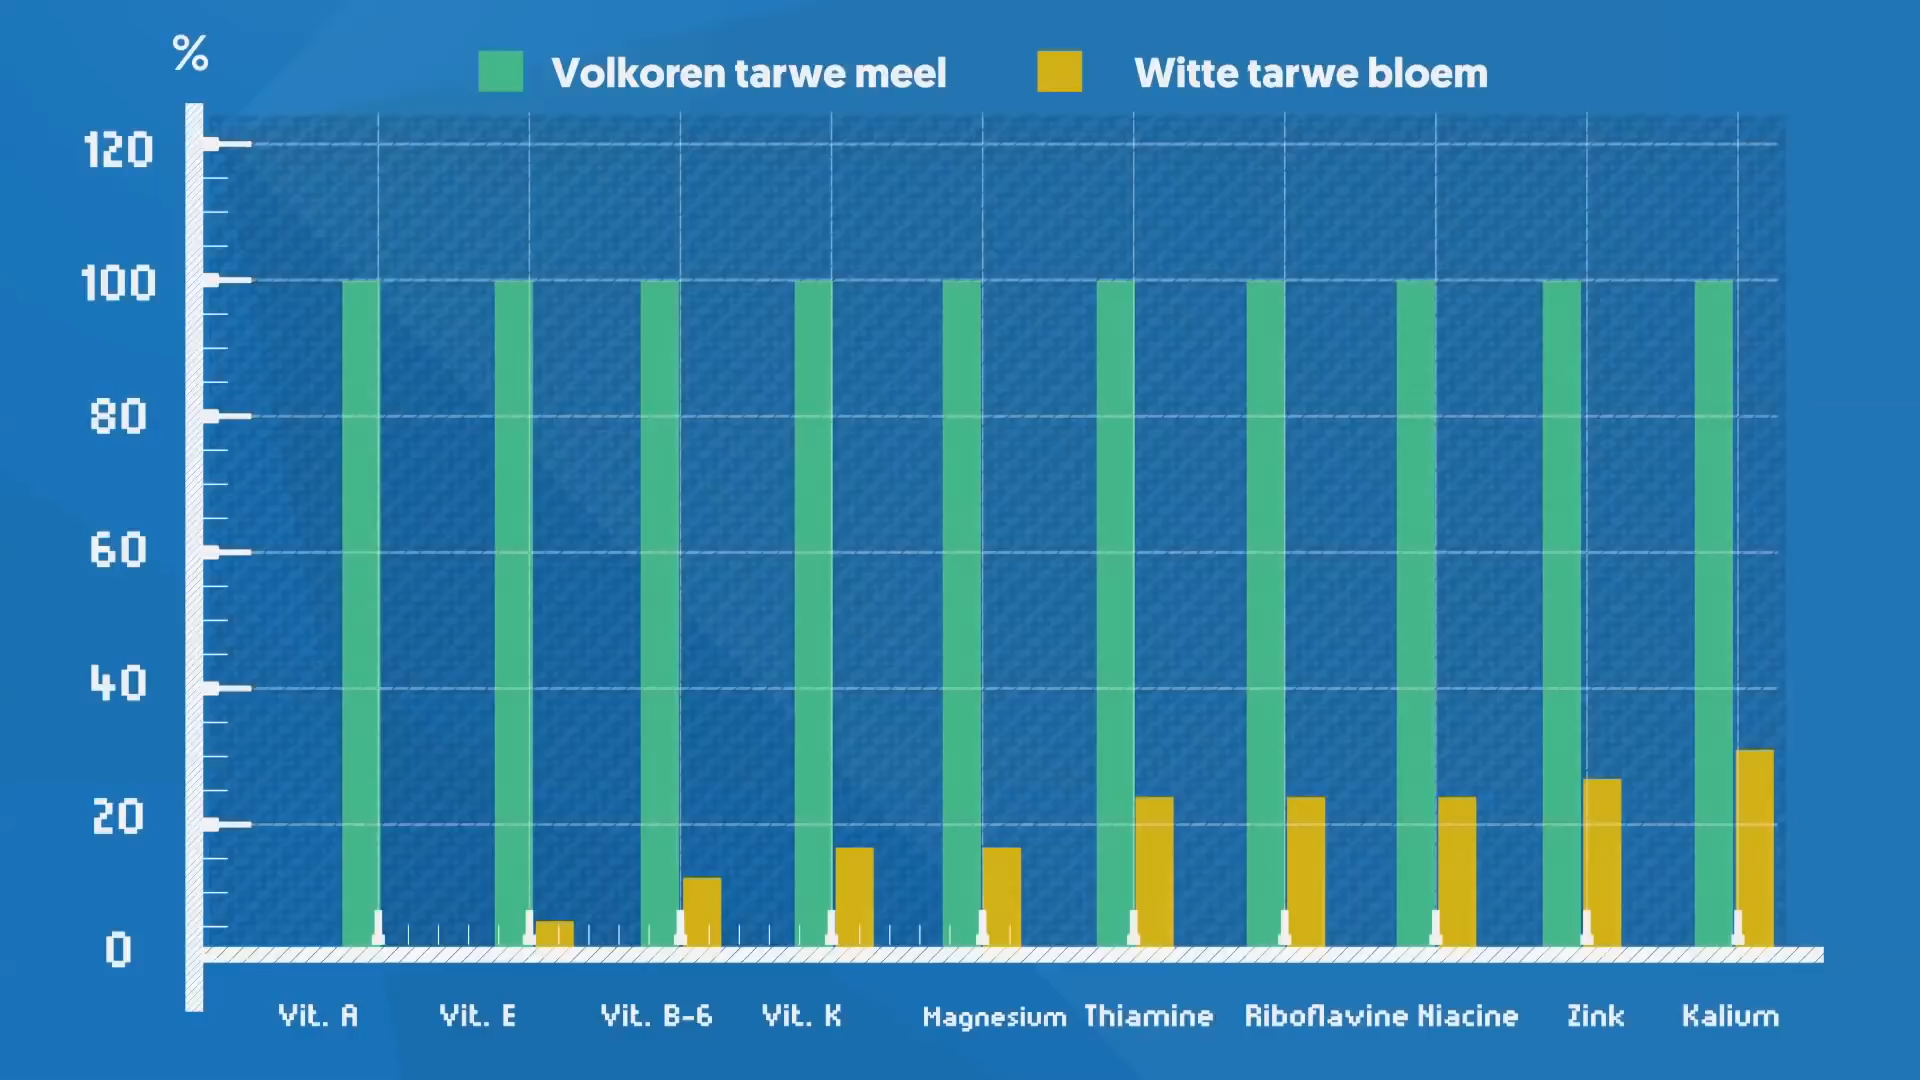 %
Volkoren tarwe meel
Witte tarwe bloem
120
100
80
60
40
20
0
Vit. A
Vit. E
Vit. B-6
Vit. K
Magnesium
Thiamine
Riboflavine
Niacine
Zink
Kalium